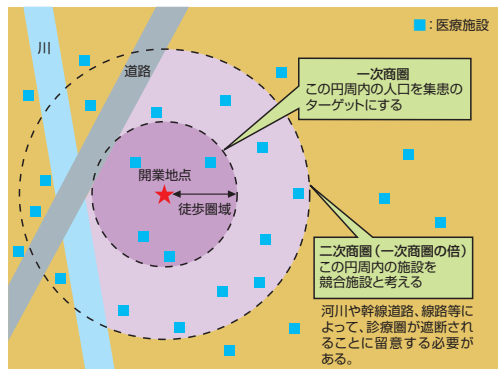 ■：医療施設
川
道路
一次商圏
この円周内の人口を集患の
ターゲットにする
開業地点
徒歩圏域
二次商圏（一次商圏の倍）
この円周内の施設を
競合施設と考える
河川や幹線道路、線路等
によって、診療圏が遮断され
ることに留意する必要が
ある。